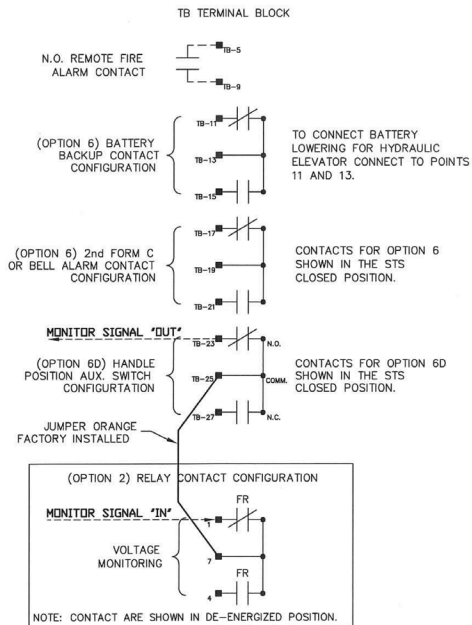 TB TERMINAL BLOCK
TB-5
N.O. REMOTE FIRE
ALARM CONTACT
TB-9
TB-11
(OPTION 6) BATTERY
BACKUP CONTACT
CONFIGURATION
TB-13
TB-15
TO CONNECT BATTERY
LOWERING FOR HYDRAULIC
ELEVATOR CONNECT TO POINTS
11 AND 13.
TB-17
(OPTION 6) 2nd FORM C
OR BELL ALARM CONTACT
CONFIGURATION
TB-19
TB-21
CONTACTS FOR OPTION 6
SHOWN IN THE STS
CLOSED POSITION.
MONITOR SIGNAL "OUT"
TB-23
N.O.
(OPTION 6D) HANDLE
POSITION AUX. SWITCH
CONFIGURTATION
TB-25
COMM.
TB-27
N.C.
CONTACTS FOR OPTION 6D
SHOWN IN THE STS
CLOSED POSITION.
JUMPER ORANGE
FACTORY INSTALLED
(OPTION 2) RELAY CONTACT CONFIGURATION
MONITOR SIGNAL "IN"
FR
1
VOLTAGE
MONITORING
7
FR
4
NOTE: CONTACT ARE SHOWN IN DE-ENERGIZED POSITION.